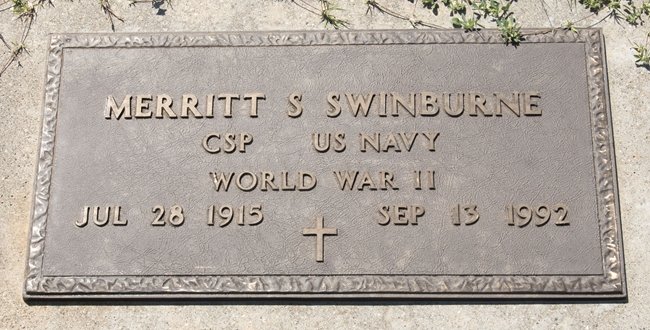 MERRITT S SWINBURNE
CSP US NAVY
WORLD WAR II
JUL 28 1915 SEP 13 1992